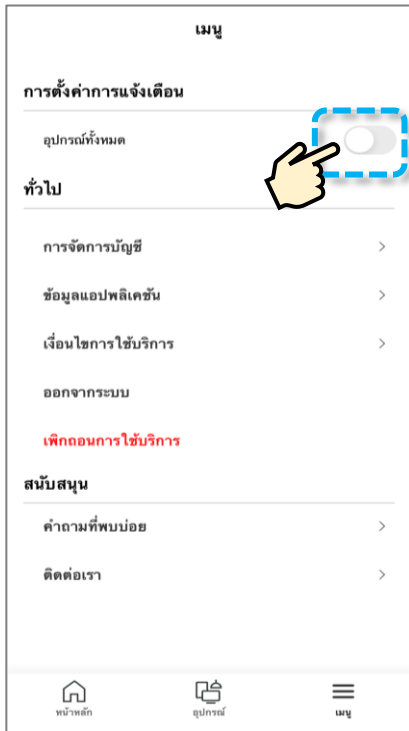 เมนู
การตั้งค่าการแจ้งเตือน
อุปกรณ์ทั้งหมด
ทั่วไป
การจัดการบัญชี
ข้อมูลแอปพลิเคชัน
เงื่อนไขการใช้บริการ
ออกจากระบบ
เพิกถอนการใช้บริการ
สนับสนุน
คำถามที่พบบ่อย
ติดต่อเรา
หน้าหลัก
อุปกรณ์
เมนู